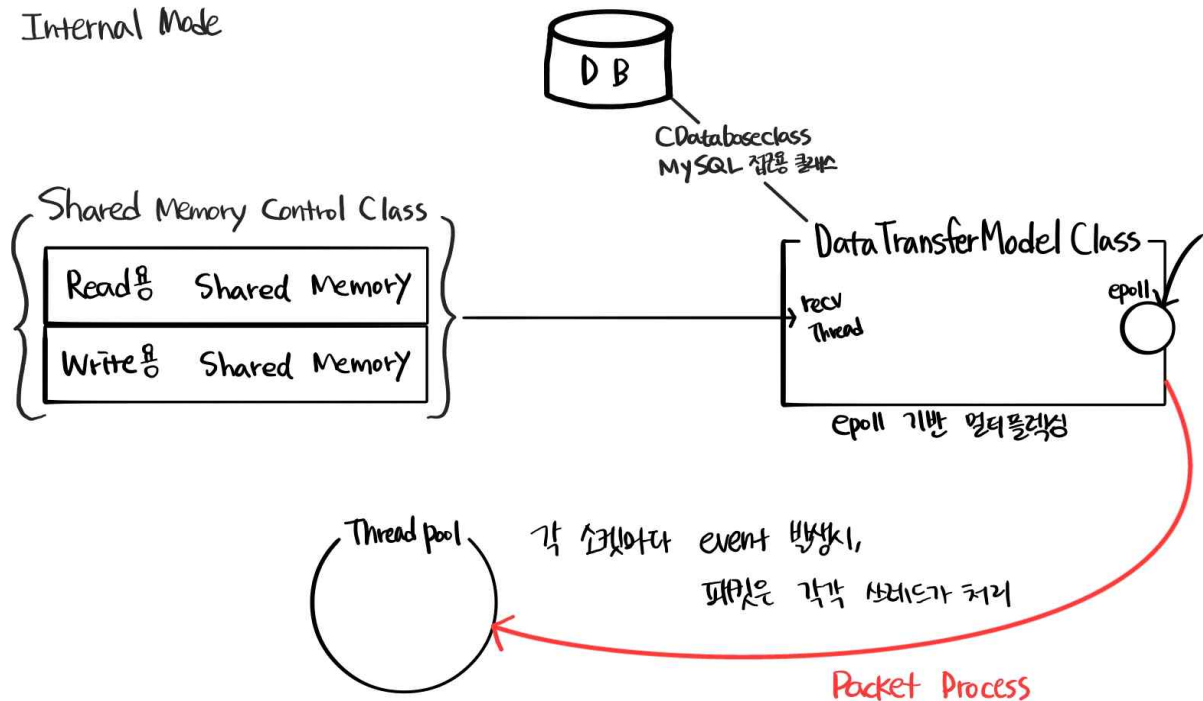 Internal Mode
DB
CDatabaseclass
MySQL 접근용 클래스
Shared Memory Control Class
Read용 Shared Memory
Write용 Shared Memory
DataTransferModel Class
epoll
recv
Thread
epoll 기반 멀티플렉싱
Thread pool
각 소켓마다 event 발생시,
패킷은 각각 쓰레드가 처리
Packet Process